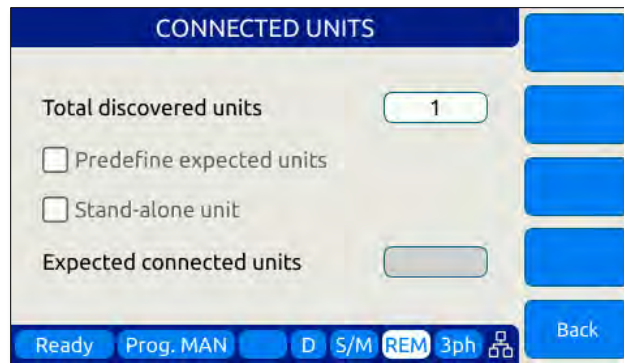 CONNECTED UNITS
Total discovered units 1
Predefine expected units
Stand-alone unit
Expected connected units
Ready Prog. MAN D S/M REM 3ph
Back